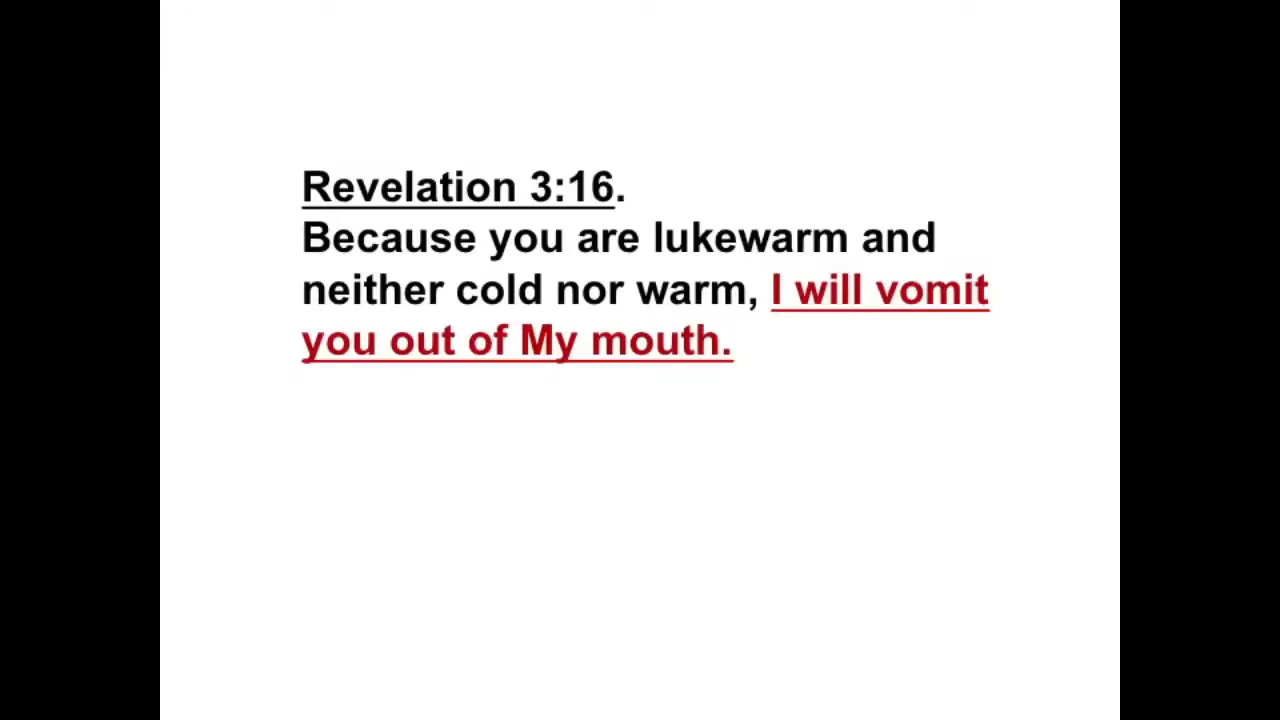 Revelation 3:16.
Because you are lukewarm and
neither cold nor warm, I will vomit
you out of My mouth.